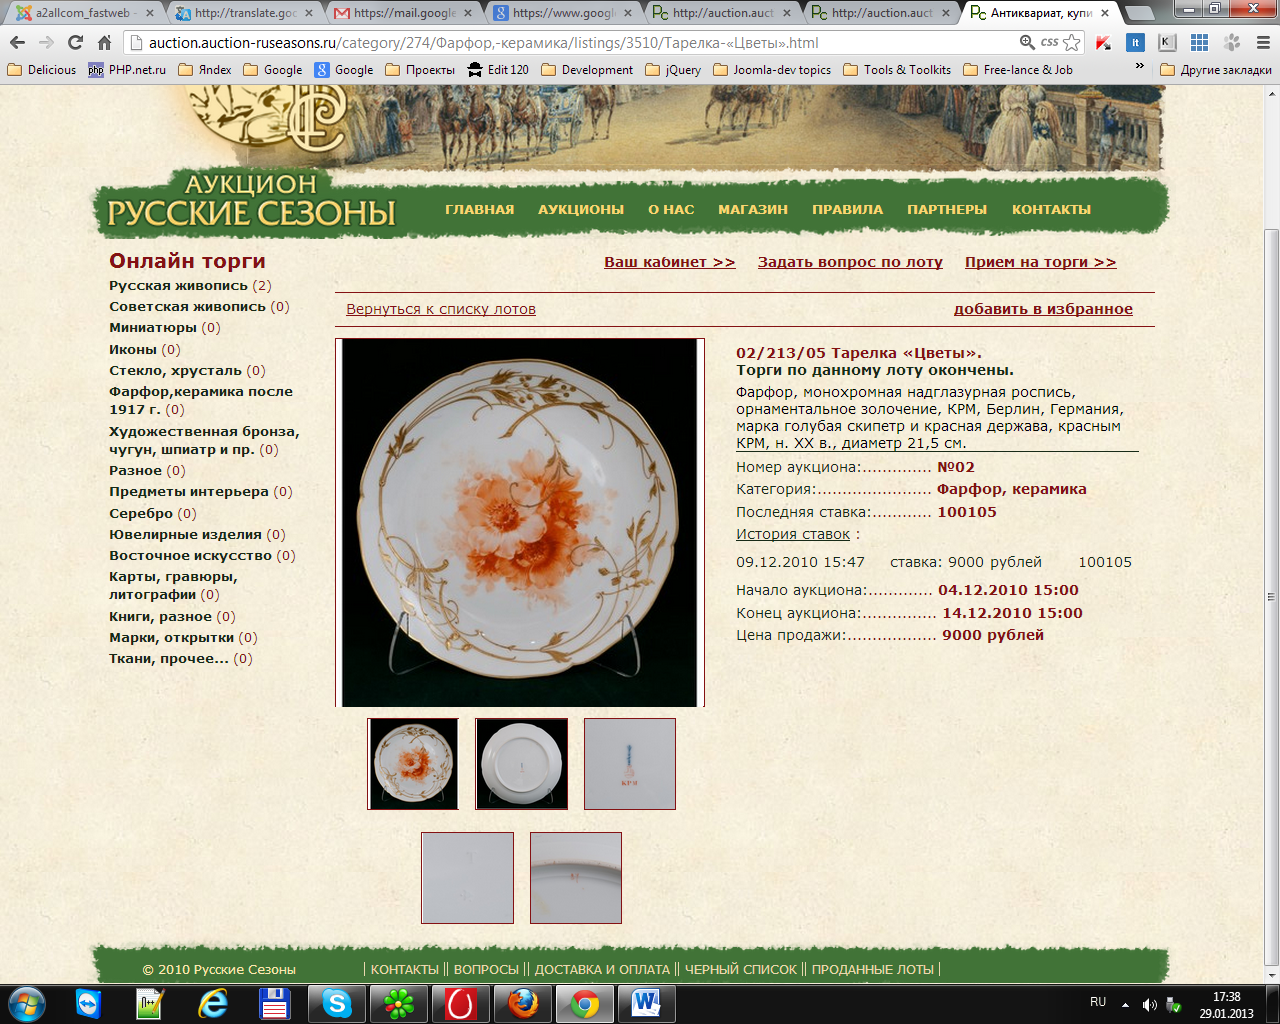 a2allcom_fastweb
http://translate.goc
https://mail.google
https://www.googl
http://auction.auct
http://auction.auct
Антиквариат, купи
auction.auction-ruseasons.ru/category/274/Фарфор,-керамика/listings/3510/Тарелка-«Цветы».html
css
Delicious
PHP.net.ru
Яndex
Google
Google
Проекты
Edit 120
Development
jQuery
Joomla-dev topics
Tools & Toolkits
Free-lance & Job
»
Другие закладки
АУКЦИОН
РУССКИЕ СЕЗОНЫ
ГЛАВНАЯ АУКЦИОНЫ О НАС МАГАЗИН ПРАВИЛА ПАРТНЕРЫ КОНТАКТЫ
Онлайн торги
Русская живопись (2)
Советская живопись (0)
Миниатюры (0)
Иконы (0)
Стекло, хрусталь (0)
Фарфор,керамика после
1917 г. (0)
Художественная бронза,
чугун, шпиатр и пр. (0)
Разное (0)
Предметы интерьера (0)
Серебро (0)
Ювелирные изделия (0)
Восточное искусство (0)
Карты, гравюры,
литографии (0)
Книги, разное (0)
Марки, открытки (0)
Ткани, прочее... (0)
Ваш кабинет >> Задать вопрос по лоту Прием на торги >>
Вернуться к списку лотов добавить в избранное
02/213/05 Тарелка «Цветы».
Торги по данному лоту окончены.
Фарфор, монохромная надглазурная роспись,
орнаментальное золочение, КРМ, Берлин, Германия,
марка голубая скипетр и красная держава, красным
КРМ, н. XX в., диаметр 21,5 см.
Номер аукциона:.............. №02
Категория:....................... Фарфор, керамика
Последняя ставка:............ 100105
История ставок :
09.12.2010 15:47 ставка: 9000 рублей 100105
Начало аукциона:............. 04.12.2010 15:00
Конец аукциона:............... 14.12.2010 15:00
Цена продажи:.................. 9000 рублей
KPM
© 2010 Русские Сезоны
| КОНТАКТЫ || ВОПРОСЫ || ДОСТАВКА И ОПЛАТА || ЧЕРНЫЙ СПИСОК || ПРОДАННЫЕ ЛОТЫ |
RU
17:38
29.01.2013